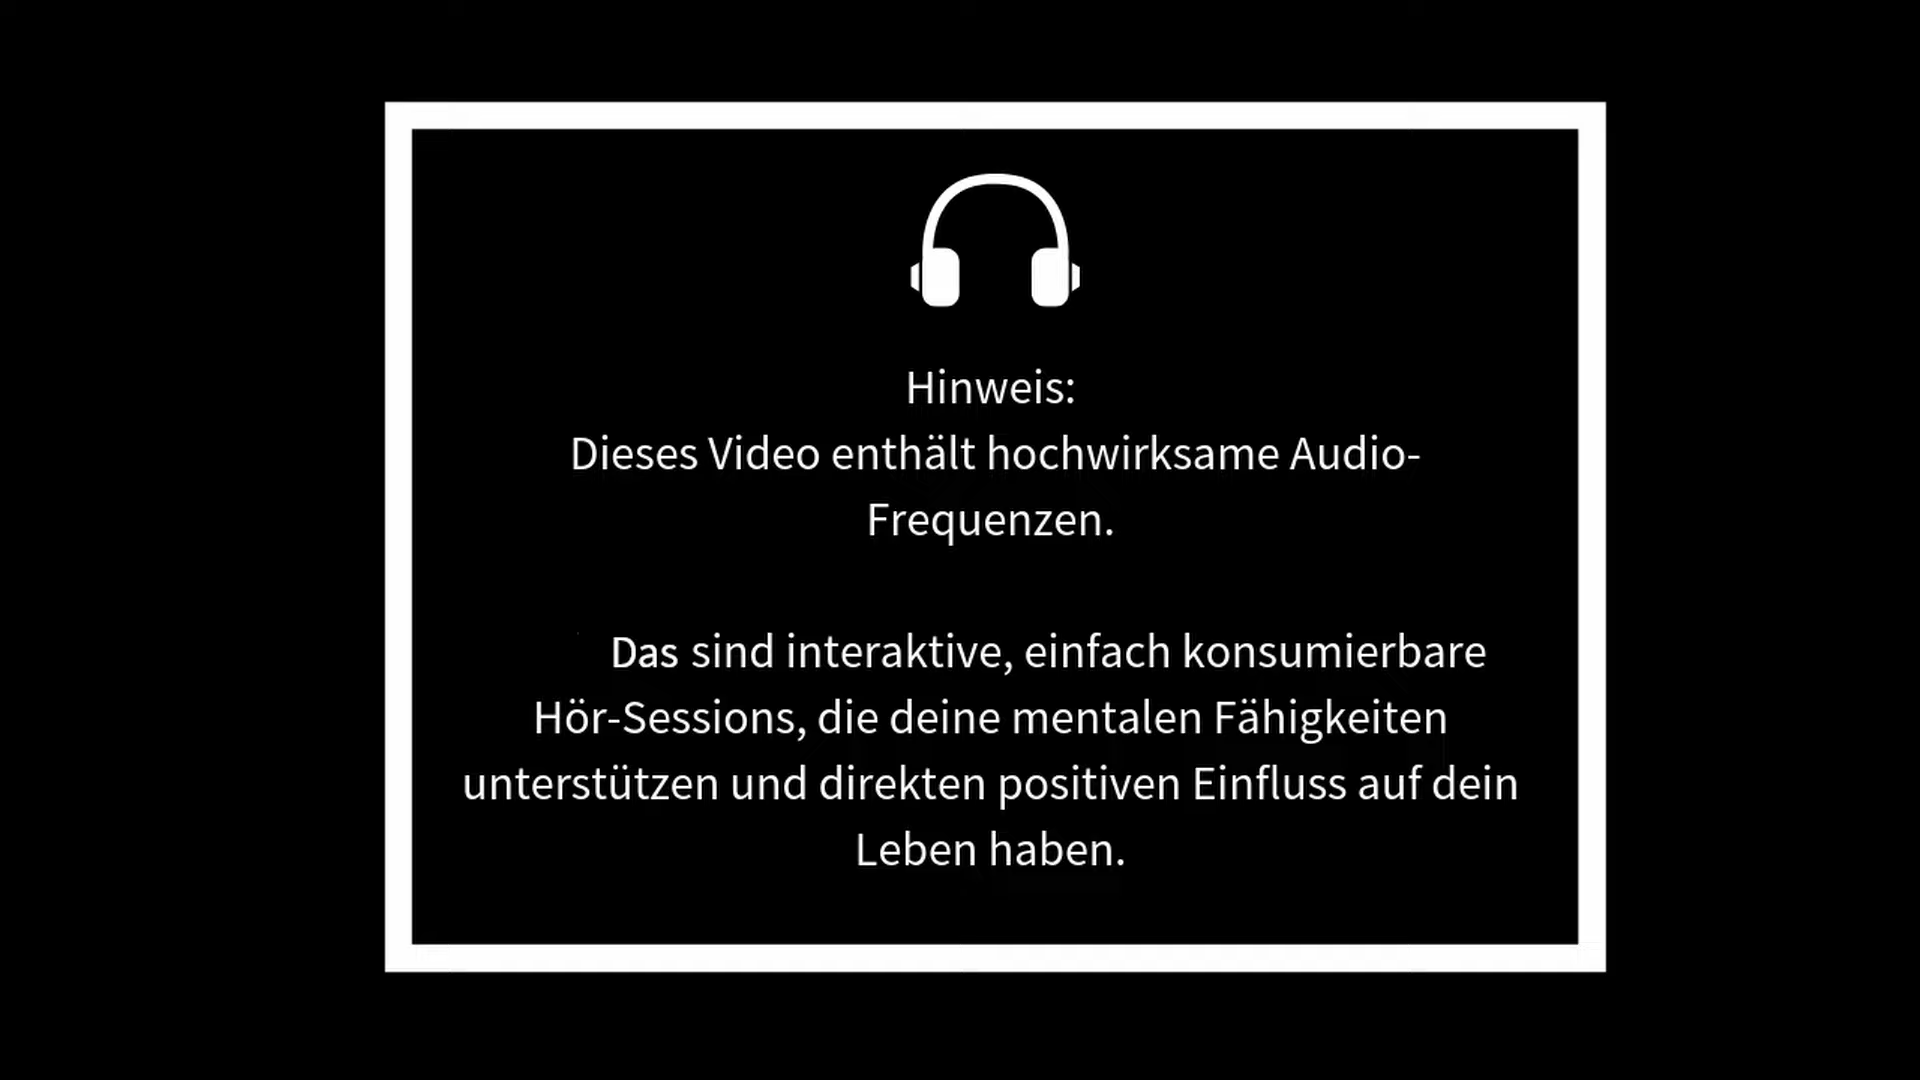 Hinweis:
Dieses Video enthält hochwirksame Audio-
Frequenzen.
Das sind interaktive, einfach konsumierbare
Hör-Sessions, die deine mentalen Fähigkeiten
unterstützen und direkten positiven Einfluss auf dein
Leben haben.